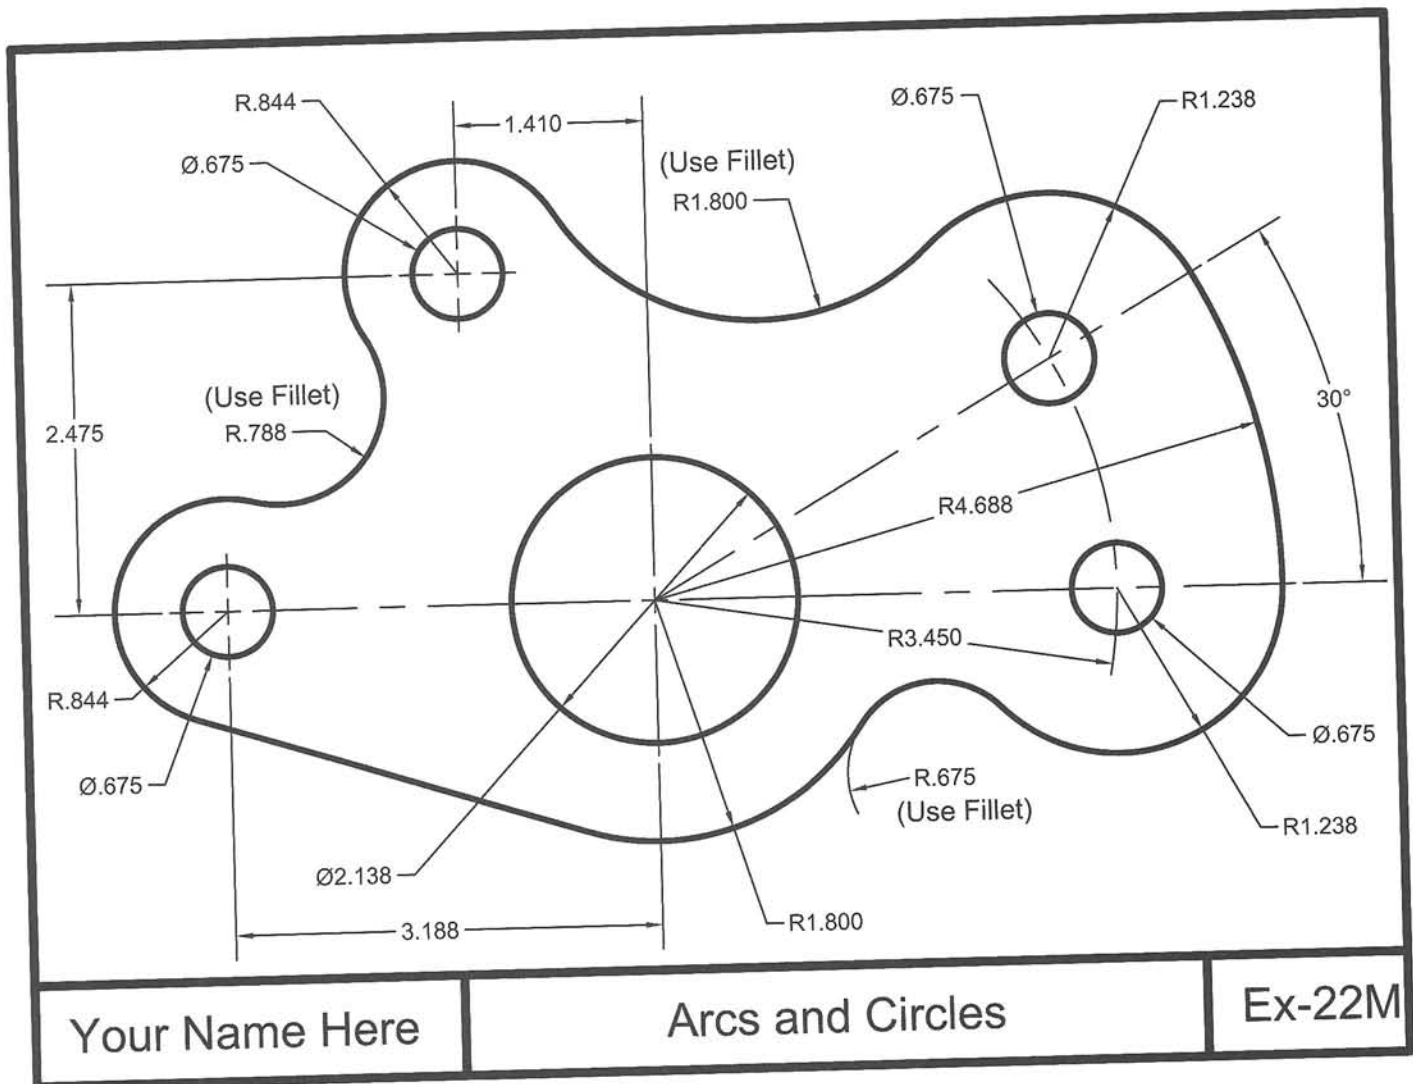 R.844
1.410
Ø.675
R1.238
Ø.675
(Use Fillet)
R1.800
2.475
(Use Fillet)
R.788
30°
R4.688
R3.450
R.844
Ø.675
Ø.675
R.675
(Use Fillet)
R1.238
Ø2.138
3.188
R1.800
Your Name Here
Arcs and Circles
Ex-22M